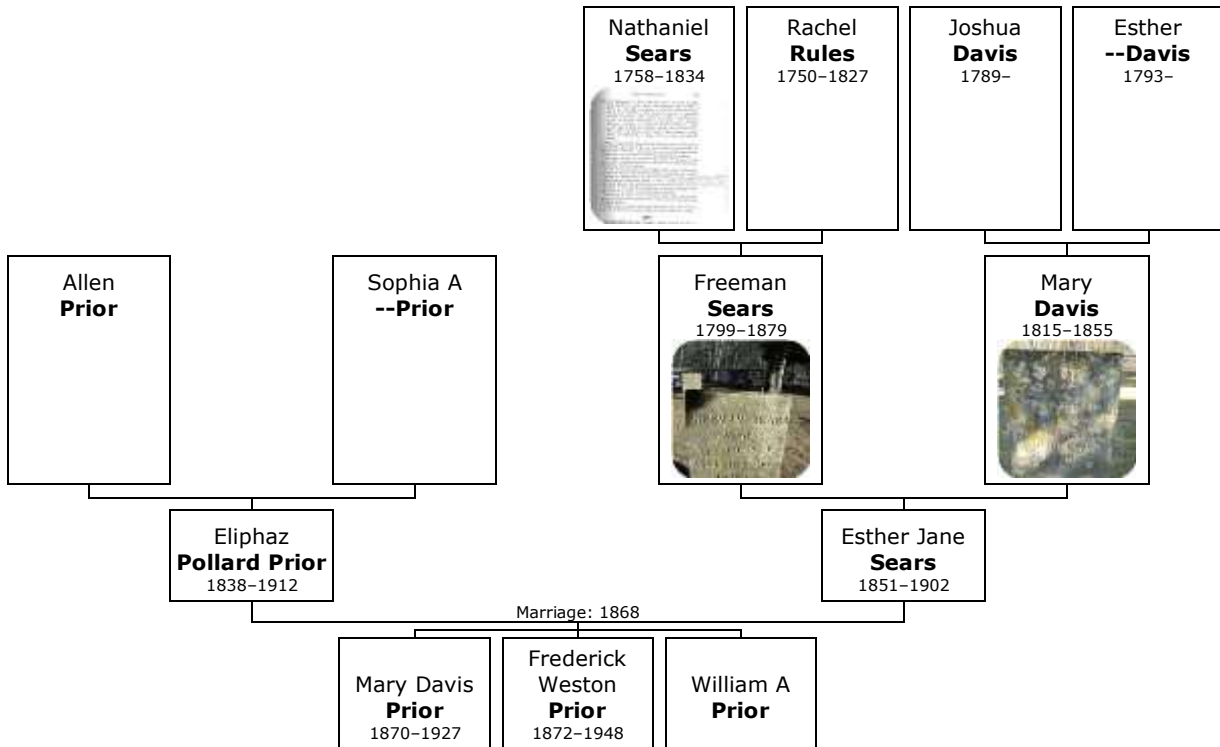 Nathaniel
Sears
1758–1834
Rachel
Rules
1750–1827
Joshua
Davis
1789–
Esther
--Davis
1793–
Allen
Prior
Sophia A
--Prior
Freeman
Sears
1799–1879
Mary
Davis
1815–1855
Eliphaz
Pollard Prior
1838–1912
Esther Jane
Sears
1851–1902
Marriage: 1868
Mary Davis
Prior
1870–1927
Frederick
Weston
Prior
1872–1948
William A
Prior